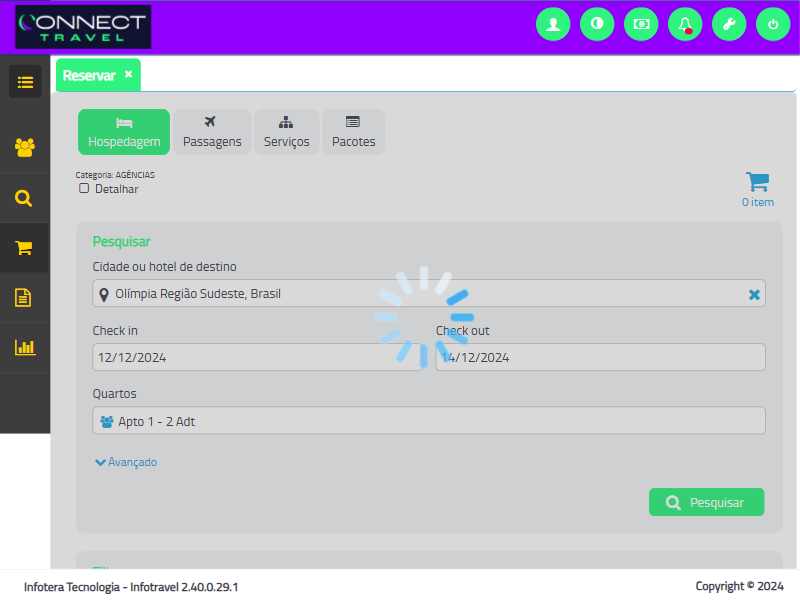 CONNECT
TRAVEL
Reservar ×
Hospedagem Passagens Serviços Pacotes
Categoria: AGÊNCIAS
Detalhar
0 item
Pesquisar
Cidade ou hotel de destino
Olímpia Região Sudeste, Brasil
Check in Check out
12/12/2024 14/12/2024
Quartos
Apto 1 - 2 Adt
Avançado
Pesquisar
Infotera Tecnologia - Infotravel 2.40.0.29.1 Copyright © 2024